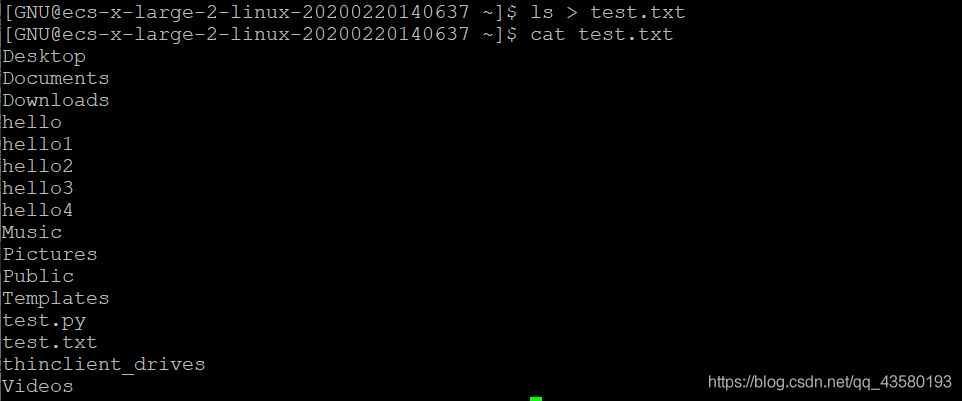 [GNU@ecs-x-large-2-linux-20200220140637 ~]$ ls > test.txt
[GNU@ecs-x-large-2-linux-20200220140637 ~]$ cat test.txt
Desktop
Documents
Downloads
hello
hello1
hello2
hello3
hello4
Music
Pictures
Public
Templates
test.py
test.txt
thinclient_drives
Videos
https://blog.csdn.net/qq_43580193